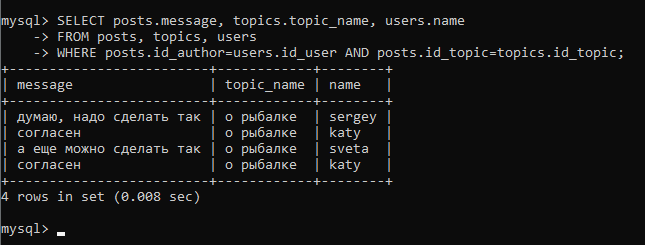 mysql> SELECT posts.message, topics.topic_name, users.name
    -> FROM posts, topics, users
    -> WHERE posts.id_author=users.id_user AND posts.id_topic=topics.id_topic;
+-------------------------+------------+--------+
| message                 | topic_name | name   |
+-------------------------+------------+--------+
| думаю, надо сделать так | о рыбалке  | sergey |
| согласен                | о рыбалке  | katy   |
| а еще можно сделать так | о рыбалке  | sveta  |
| согласен                | о рыбалке  | katy   |
+-------------------------+------------+--------+
4 rows in set (0.008 sec)
mysql> _